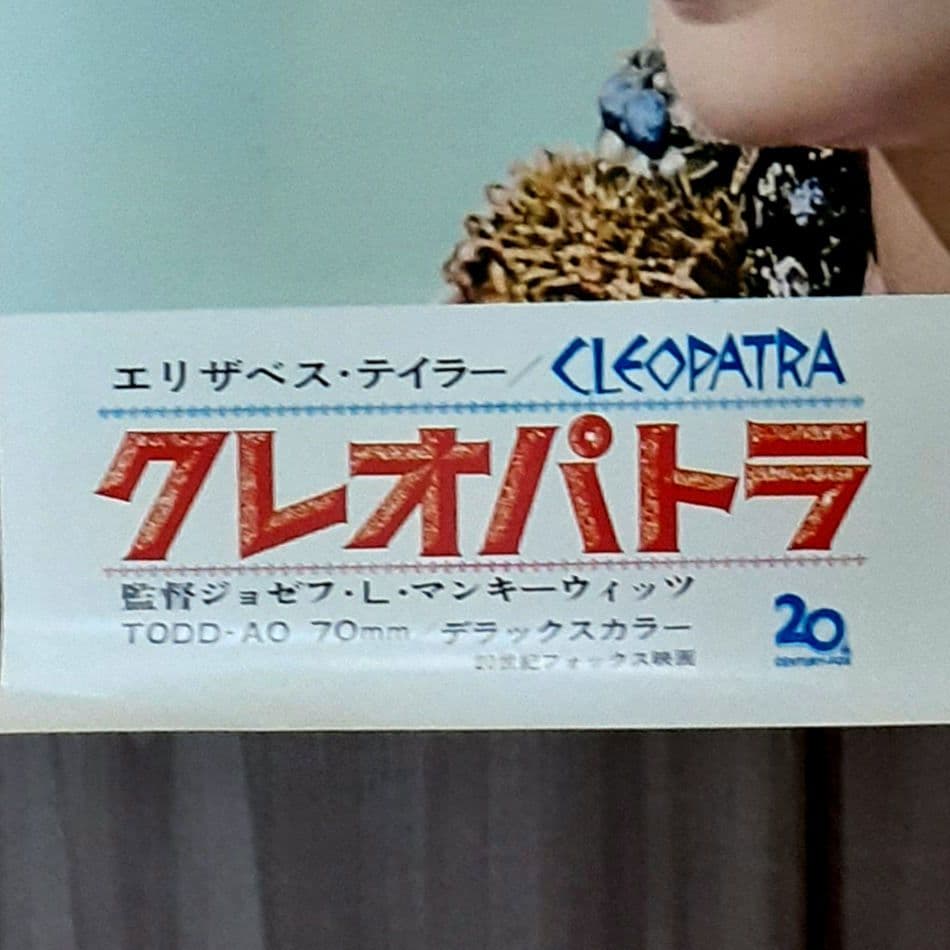 エリザベス・テイラー／CLEOPATRA
クレオパトラ
監督ジョゼフ・L・マンキーウィッツ
TODD-AO 70mm／デラックスカラー
20世紀フォックス映画
20th
CENTURY-FOX